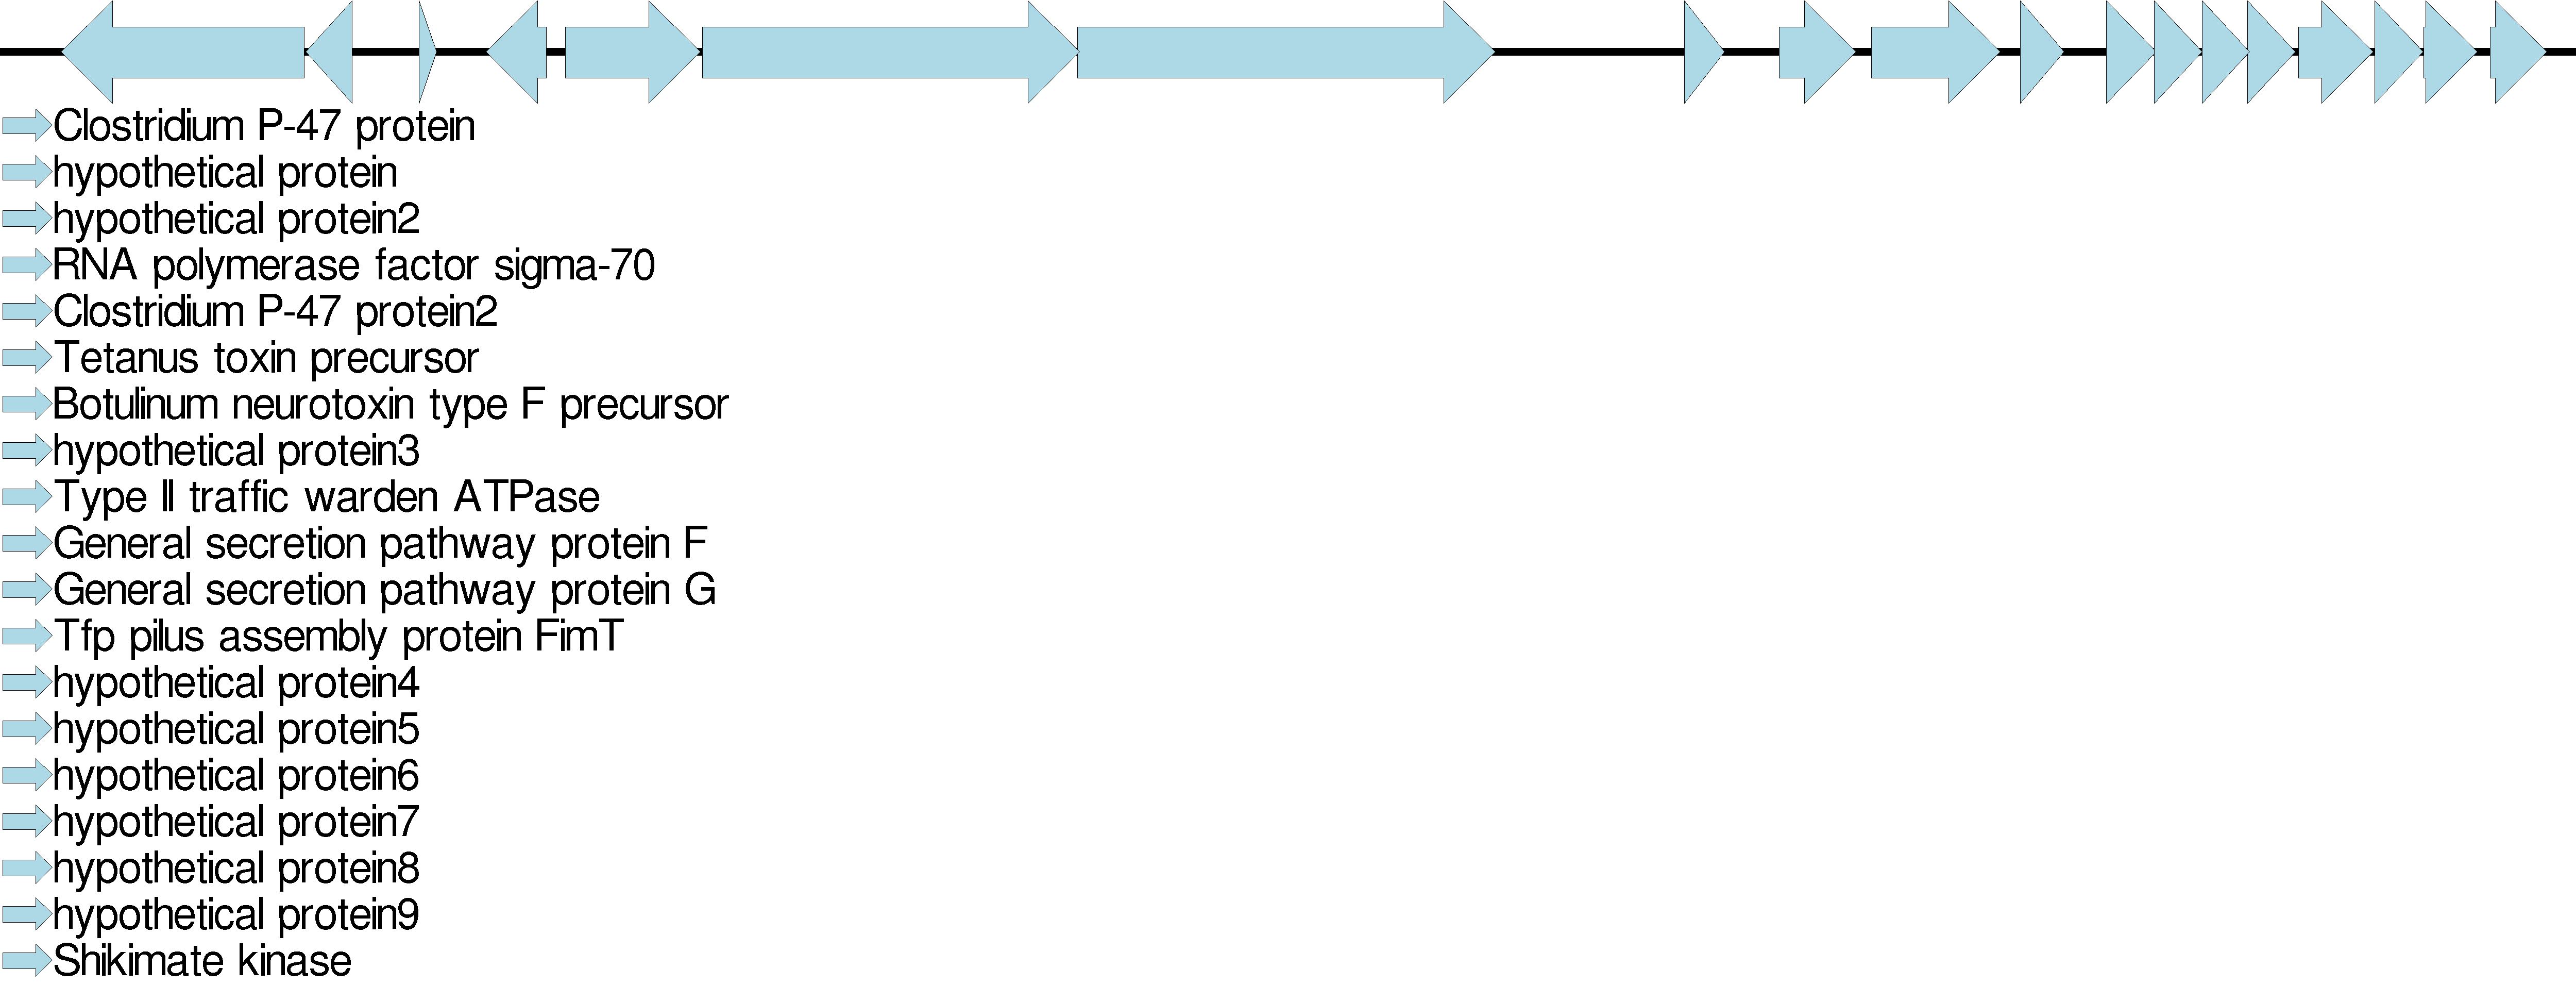 Clostridium P-47 protein
hypothetical protein
hypothetical protein2
RNA polymerase factor sigma-70
Clostridium P-47 protein2
Tetanus toxin precursor
Botulinum neurotoxin type F precursor
hypothetical protein3
Type II traffic warden ATPase
General secretion pathway protein F
General secretion pathway protein G
Tfp pilus assembly protein FimT
hypothetical protein4
hypothetical protein5
hypothetical protein6
hypothetical protein7
hypothetical protein8
hypothetical protein9
Shikimate kinase